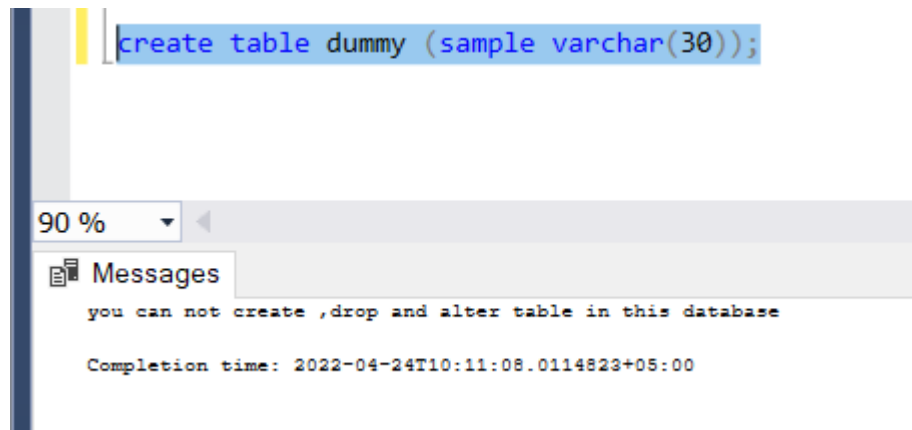 create table dummy (sample varchar(30));
90 %
Messages
you can not create ,drop and alter table in this database
Completion time: 2022-04-24T10:11:08.0114823+05:00